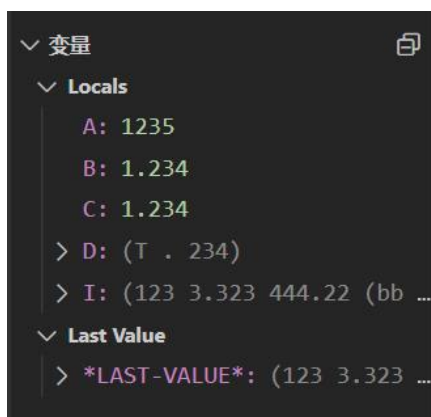 变量
Locals
A: 1235
B: 1.234
C: 1.234
D: (T . 234)
I: (123 3.323 444.22 (bb …
Last Value
*LAST-VALUE*: (123 3.323 …